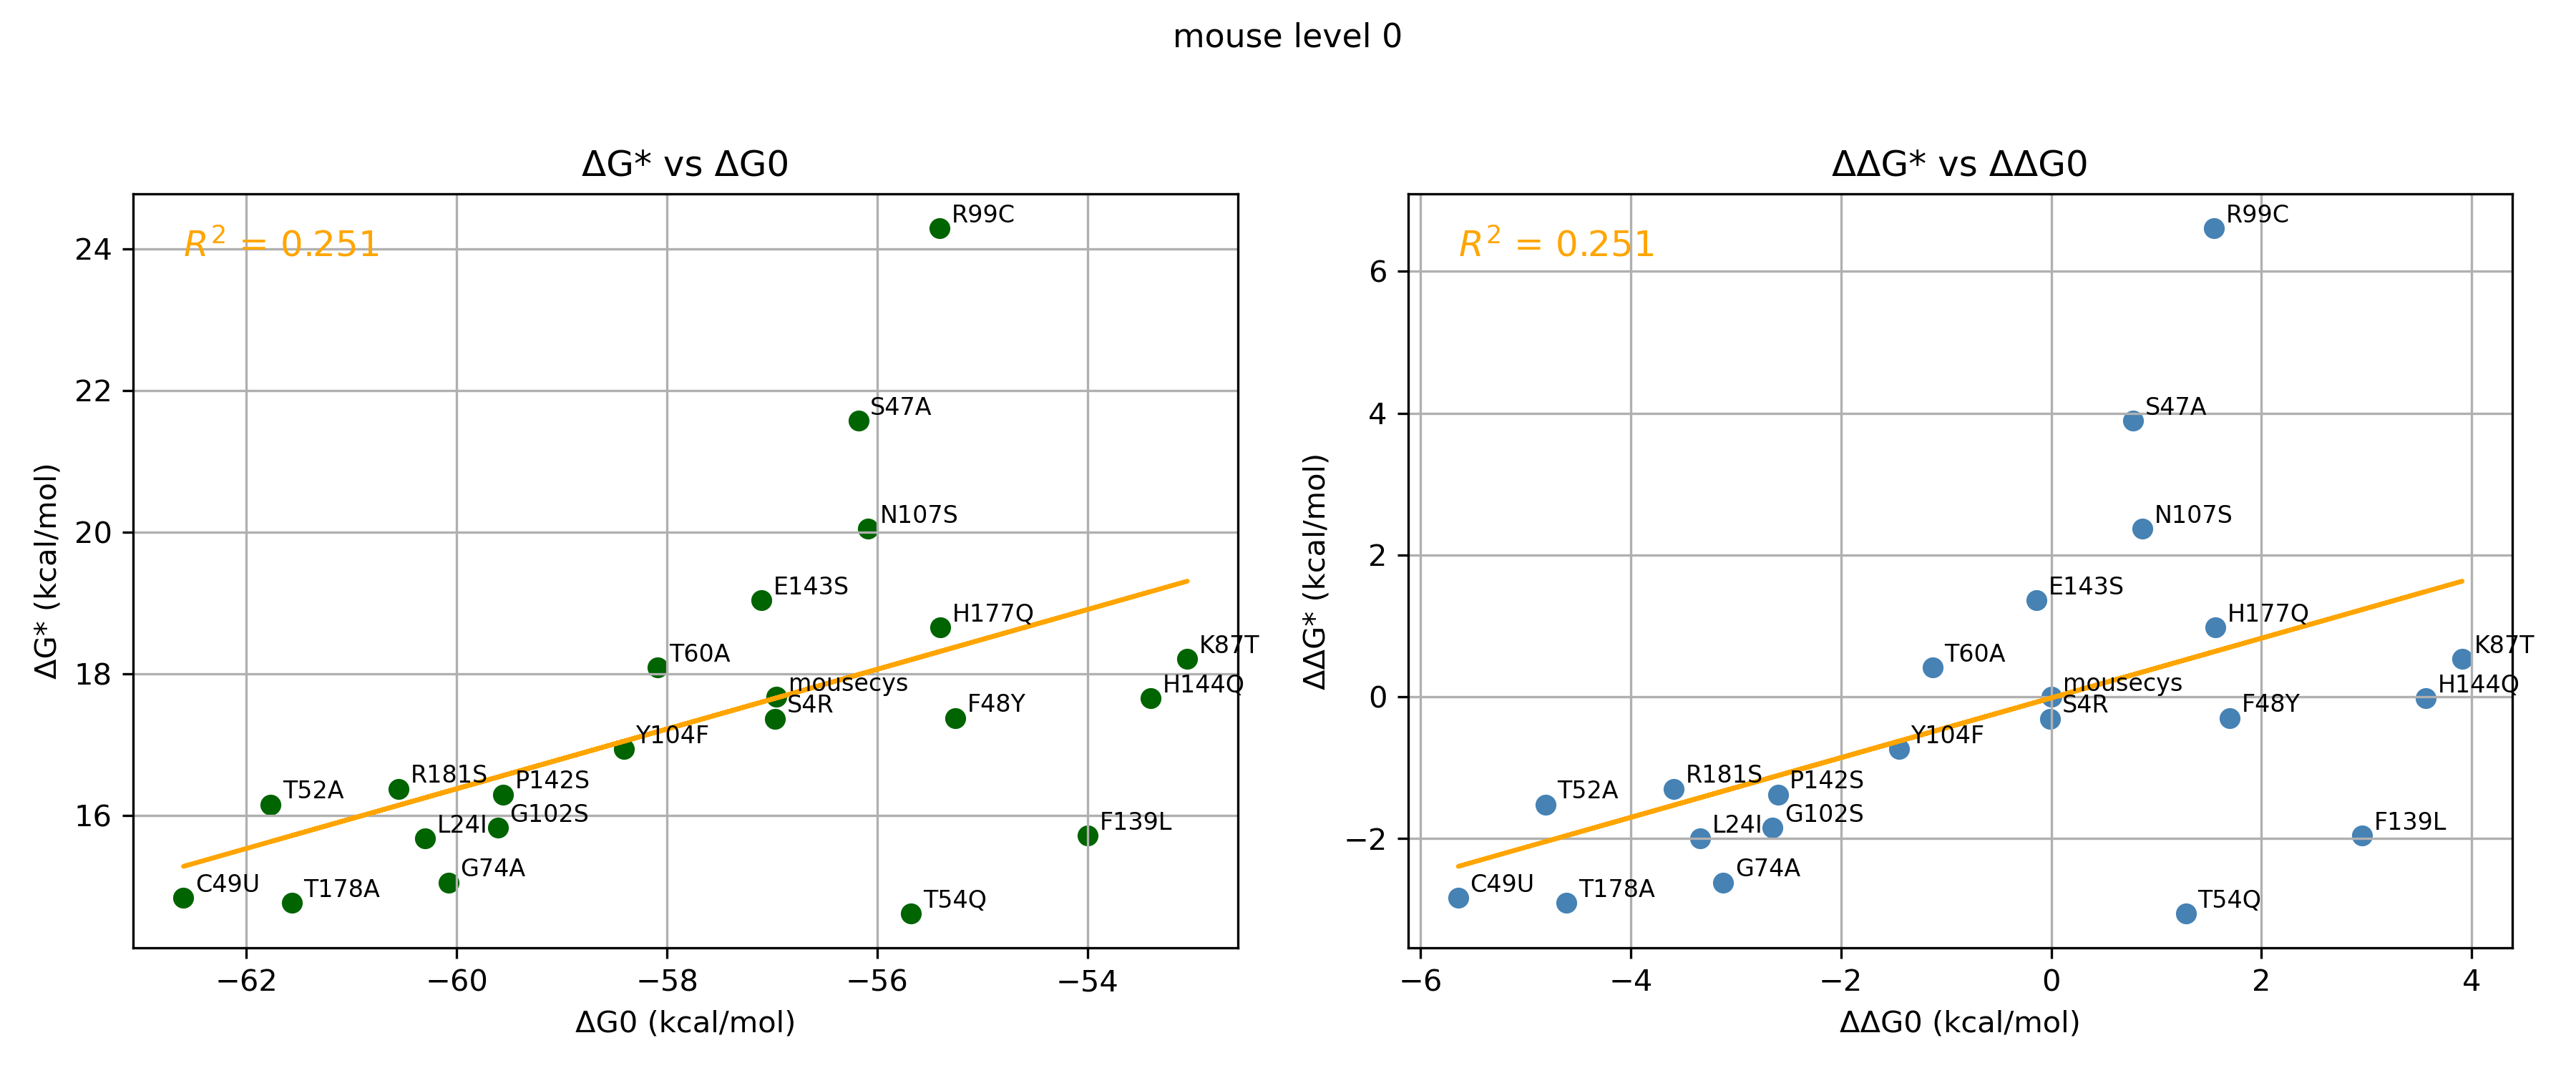 mouse level 0
ΔG* vs ΔG0
R² = 0.251
ΔG* (kcal/mol)
24
22
20
18
16
R99C
S47A
N107S
E143S
H177Q
T60A
K87T
mousecys
H144Q
S4R
F48Y
Y104F
R181S
P142S
T52A
G102S
L24I
F139L
G74A
C49U
T178A
T54Q
−62
−60
−58
−56
−54
ΔG0 (kcal/mol)
ΔΔG* vs ΔΔG0
R² = 0.251
ΔΔG* (kcal/mol)
6
4
2
0
−2
R99C
S47A
N107S
E143S
H177Q
T60A
K87T
mousecys
H144Q
S4R
F48Y
Y104F
R181S
P142S
T52A
G102S
L24I
F139L
G74A
C49U
T178A
T54Q
−6
−4
−2
0
2
4
ΔΔG0 (kcal/mol)